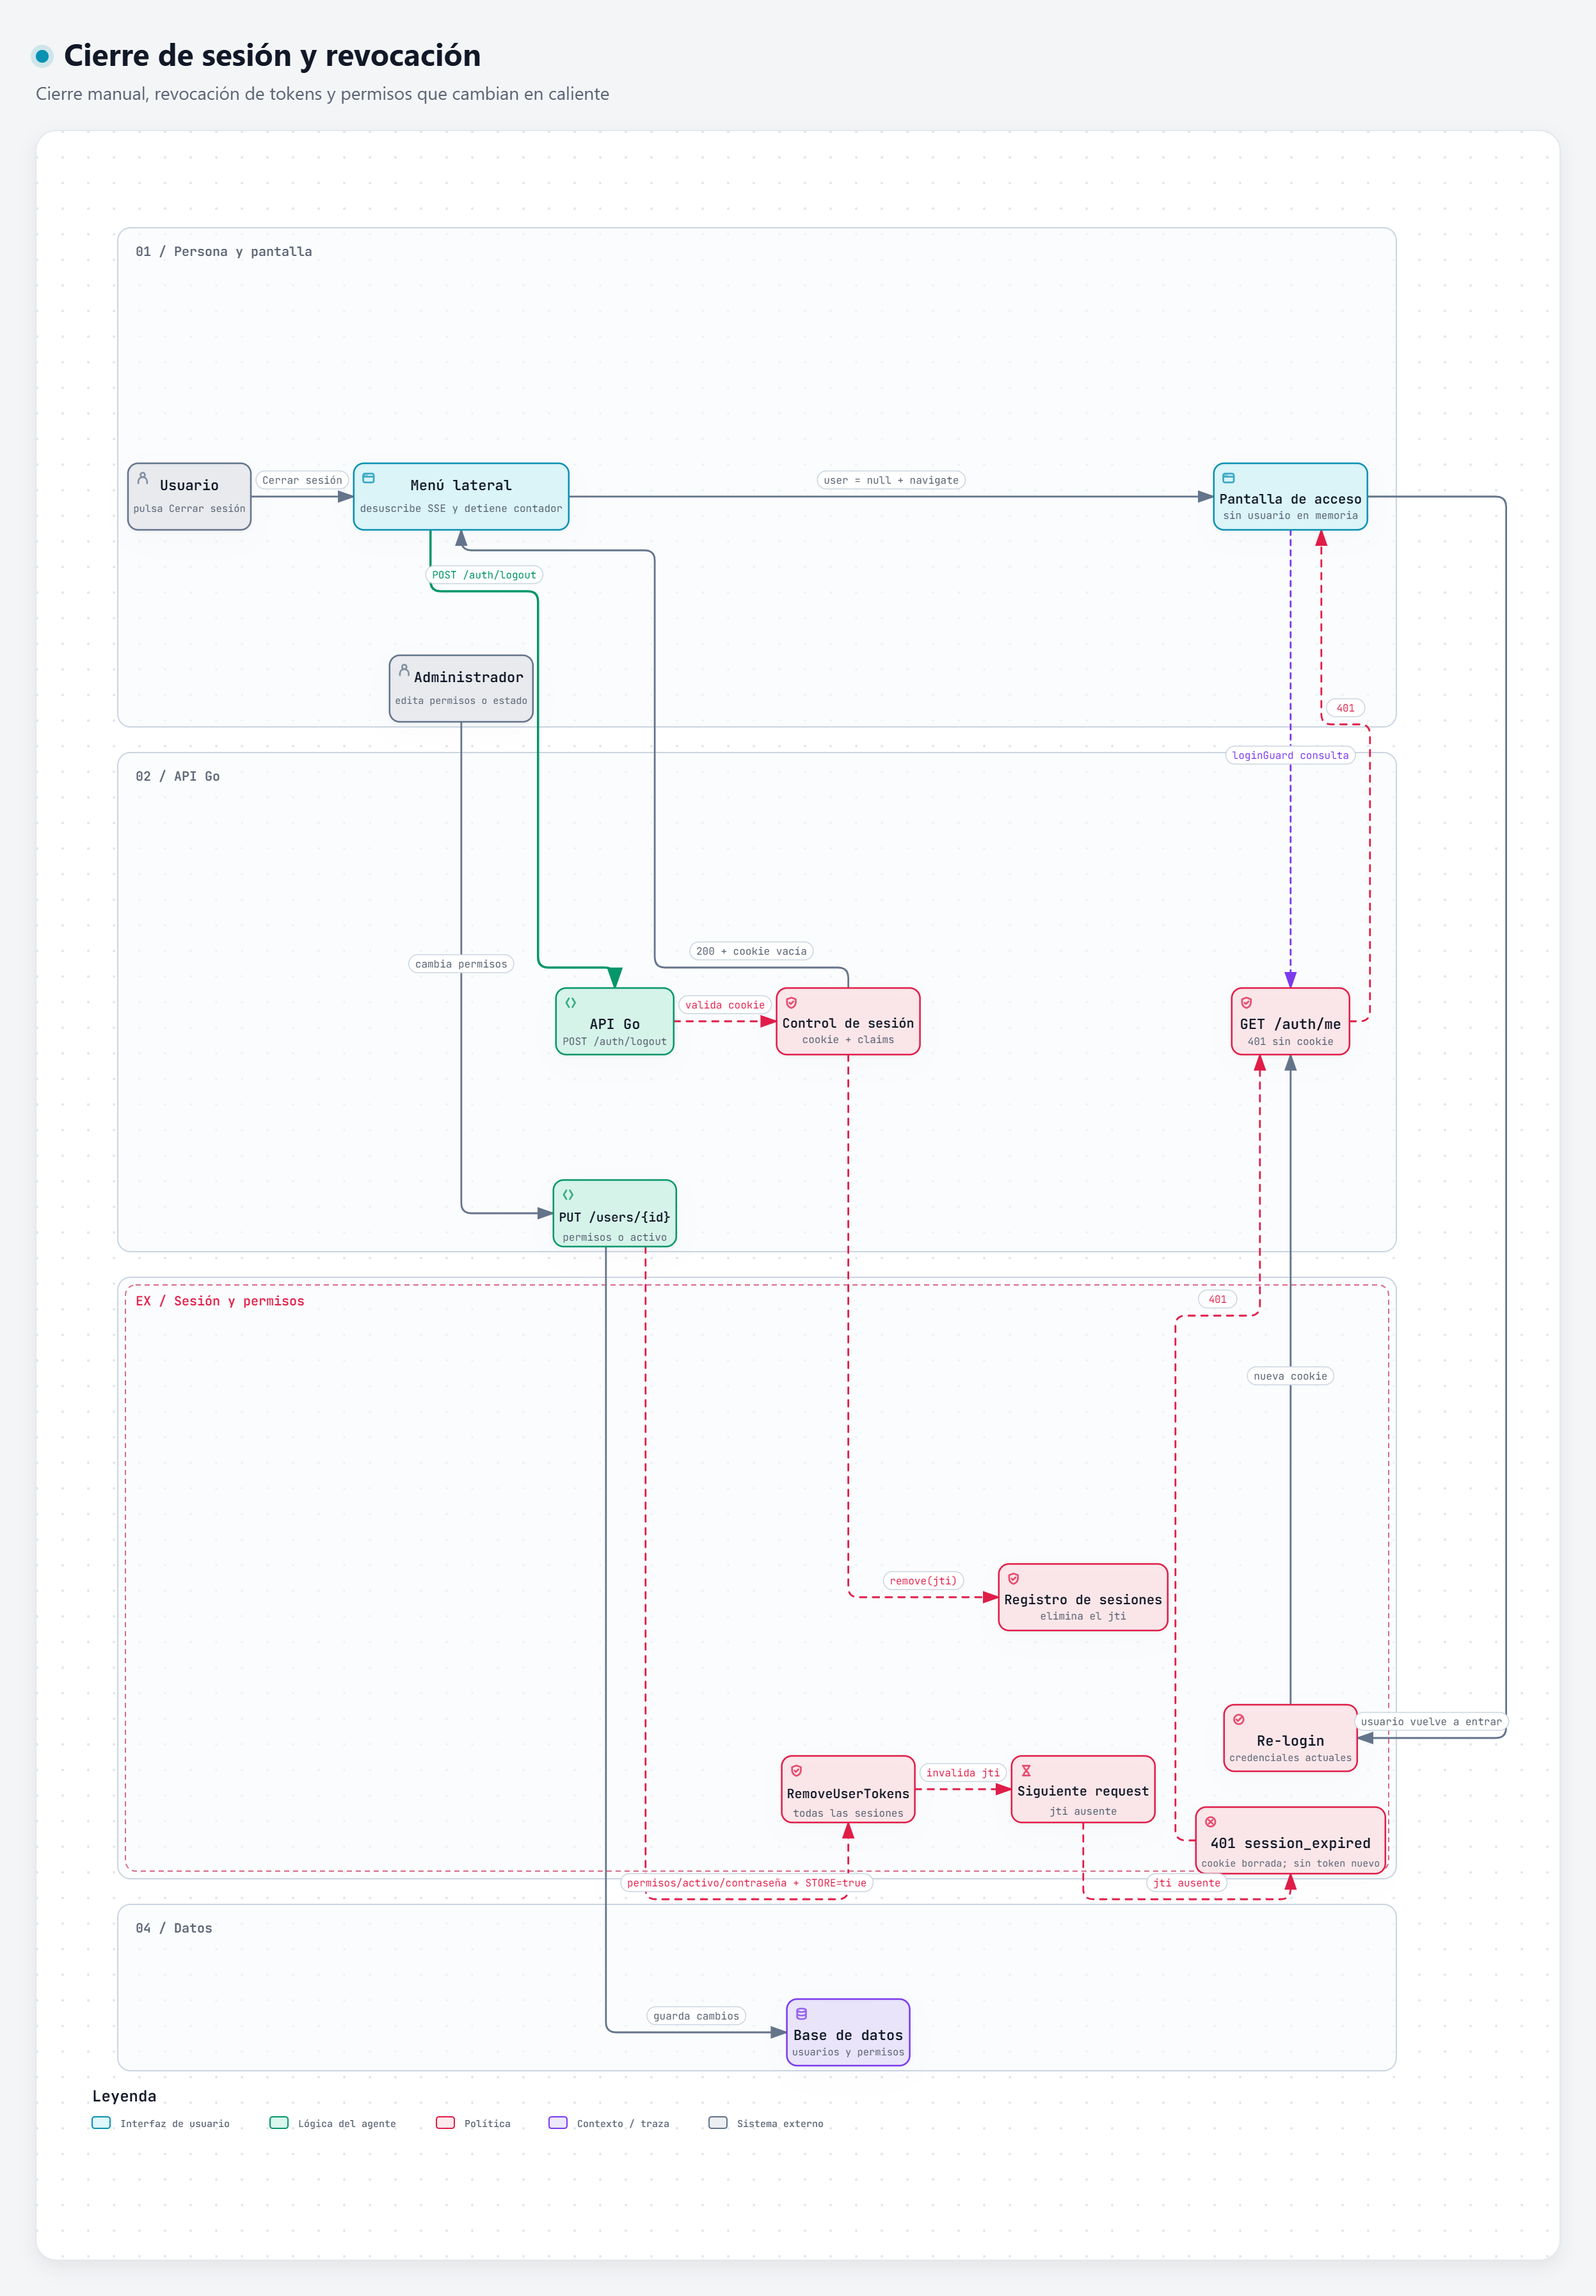 Cierre de sesión y revocación
Cierre manual, revocación de tokens y permisos que cambian en caliente
01 / Persona y pantalla
Usuario
pulsa Cerrar sesión
Cerrar sesión
Menú lateral
desuscribe SSE y detiene contador
user = null + navigate
Pantalla de acceso
sin usuario en memoria
POST /auth/logout
Administrador
edita permisos o estado
401
loginGuard consulta
02 / API Go
200 + cookie vacía
cambia permisos
API Go
POST /auth/logout
valida cookie
Control de sesión
cookie + claims
GET /auth/me
401 sin cookie
PUT /users/{id}
permisos o activo
EX / Sesión y permisos
401
nueva cookie
remove(jti)
Registro de sesiones
elimina el jti
usuario vuelve a entrar
Re-login
credenciales actuales
RemoveUserTokens
todas las sesiones
invalida jti
Siguiente request
jti ausente
401 session_expired
cookie borrada; sin token nuevo
permisos/activo/contraseña + STORE=true
jti ausente
04 / Datos
guarda cambios
Base de datos
usuarios y permisos
Leyenda
Interfaz de usuario
Lógica del agente
Política
Contexto / traza
Sistema externo